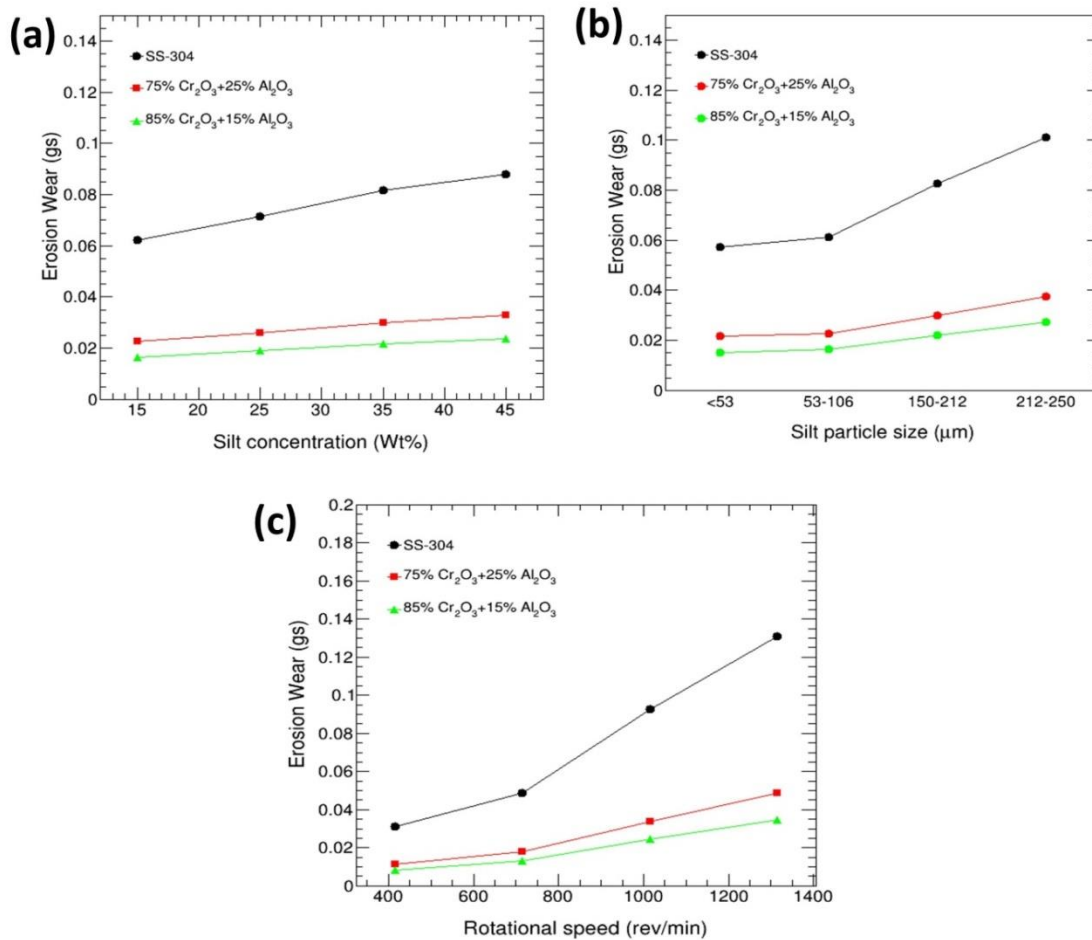 (a)
0.14
0.12
0.1
0.08
0.06
0.04
0.02
0
Erosion Wear (gs)
SS-304
75% Cr₂O₃+25% Al₂O₃
85% Cr₂O₃+15% Al₂O₃
15 20 25 30 35 40 45
Silt concentration (Wt%)
(b)
0.14
0.12
0.1
0.08
0.06
0.04
0.02
0
Erosion Wear (gs)
SS-304
75% Cr₂O₃+25% Al₂O₃
85% Cr₂O₃+15% Al₂O₃
<53 53-106 150-212 212-250
Silt particle size (μm)
(c)
0.2
0.18
0.16
0.14
0.12
0.1
0.08
0.06
0.04
0.02
0
Erosion Wear (gs)
SS-304
75% Cr₂O₃+25% Al₂O₃
85% Cr₂O₃+15% Al₂O₃
400 600 800 1000 1200 1400
Rotational speed (rev/min)